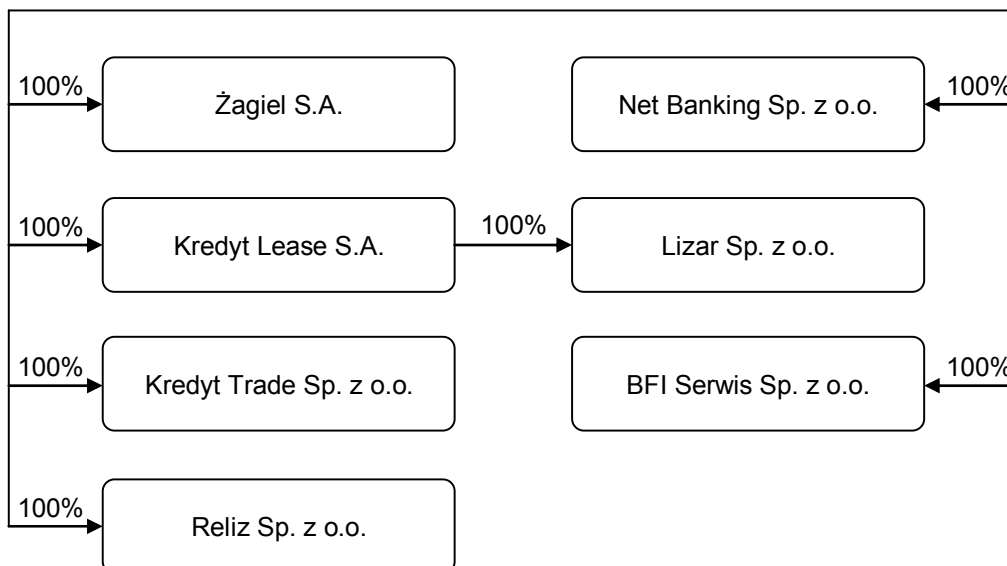 100%
Żagiel S.A.
Net Banking Sp. z o.o.
100%
100%
Kredyt Lease S.A.
100%
Lizar Sp. z o.o.
100%
Kredyt Trade Sp. z o.o.
BFI Serwis Sp. z o.o.
100%
100%
Reliz Sp. z o.o.